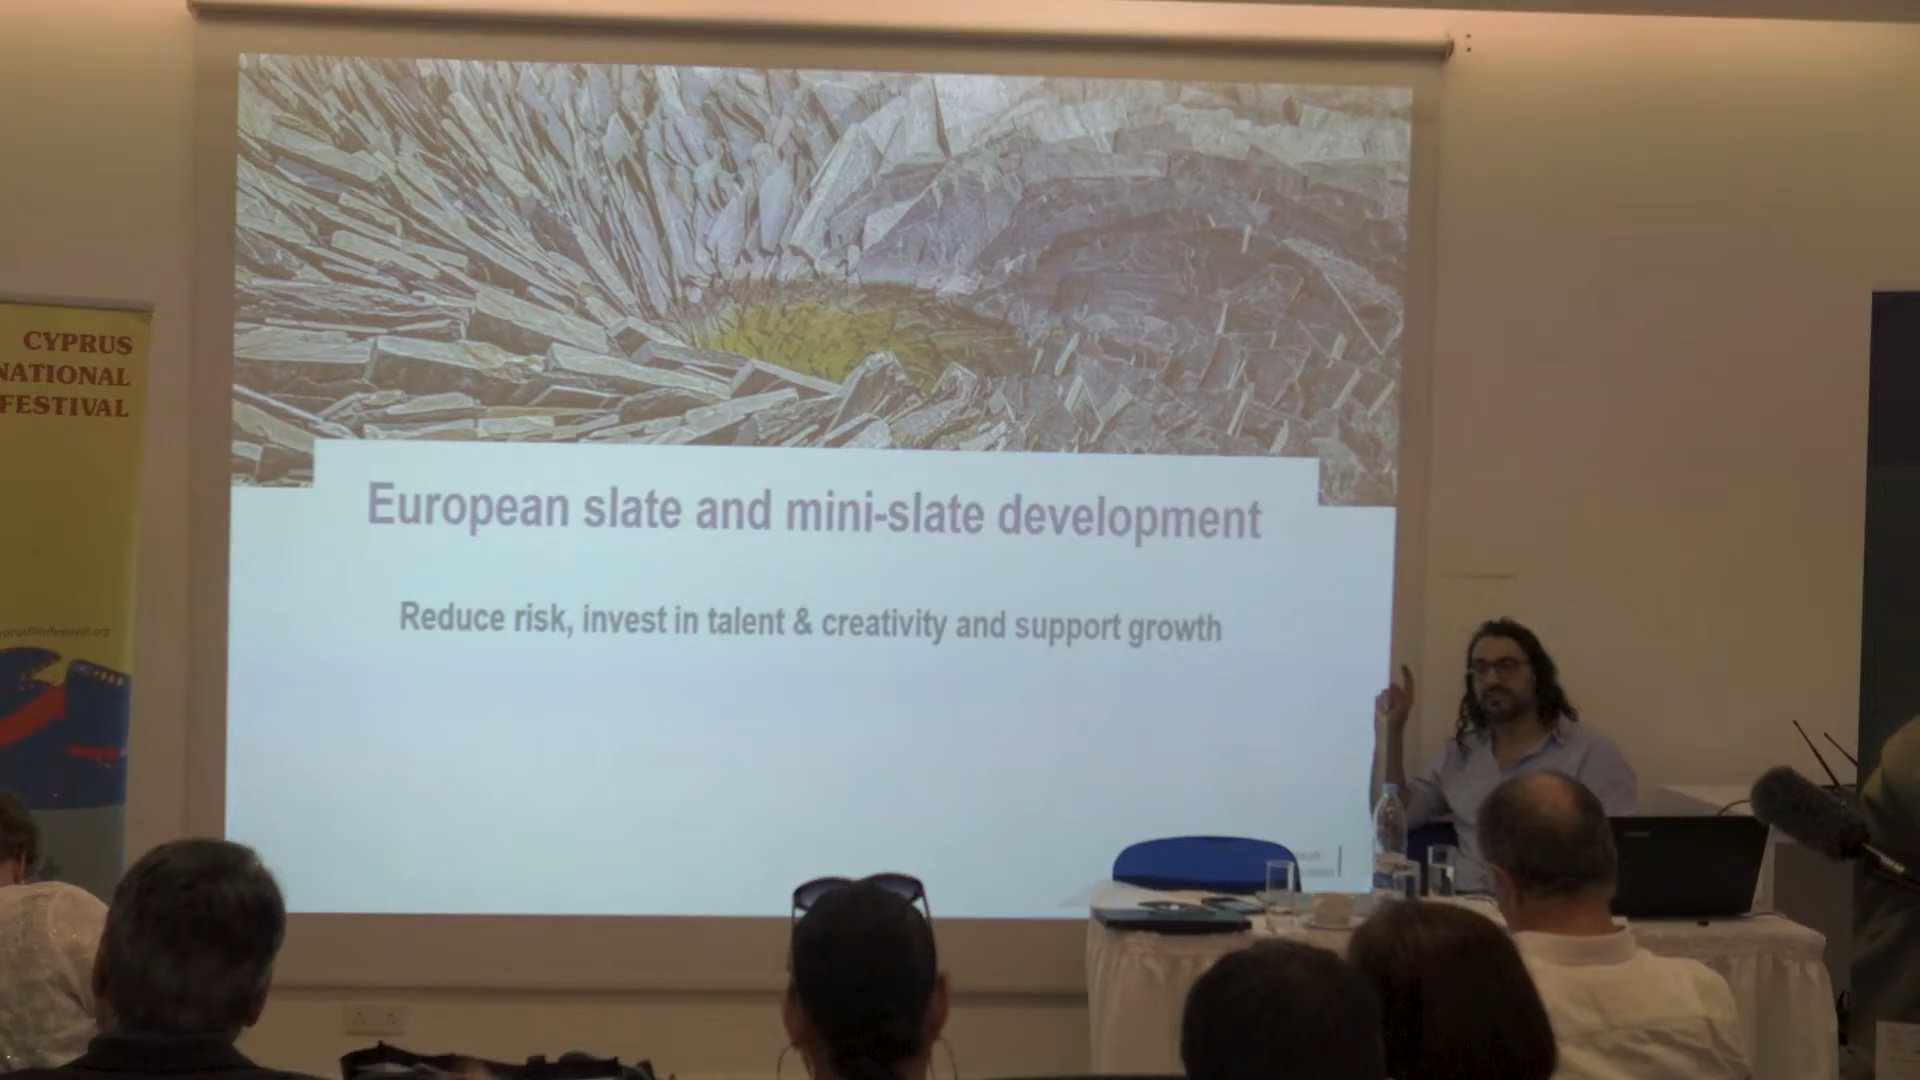 CYPRUS
NATIONAL
FESTIVAL
European slate and mini-slate development
Reduce risk, invest in talent & creativity and support growth